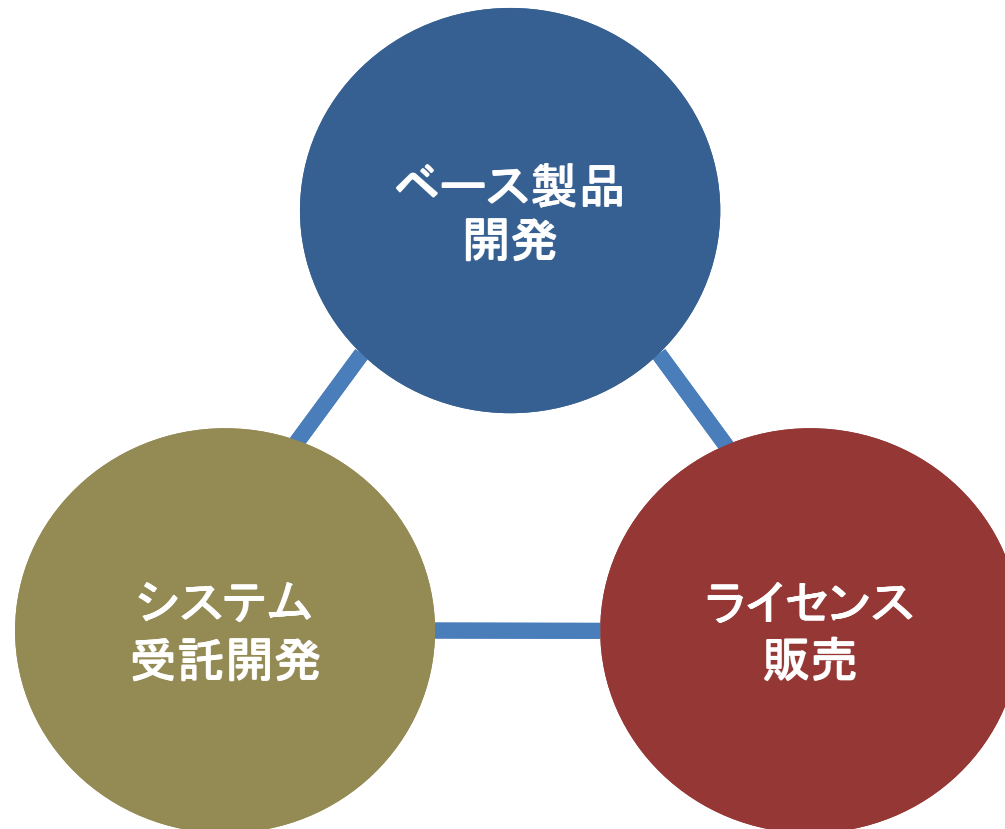 ベース製品
開発
システム
受託開発
ライセンス
販売